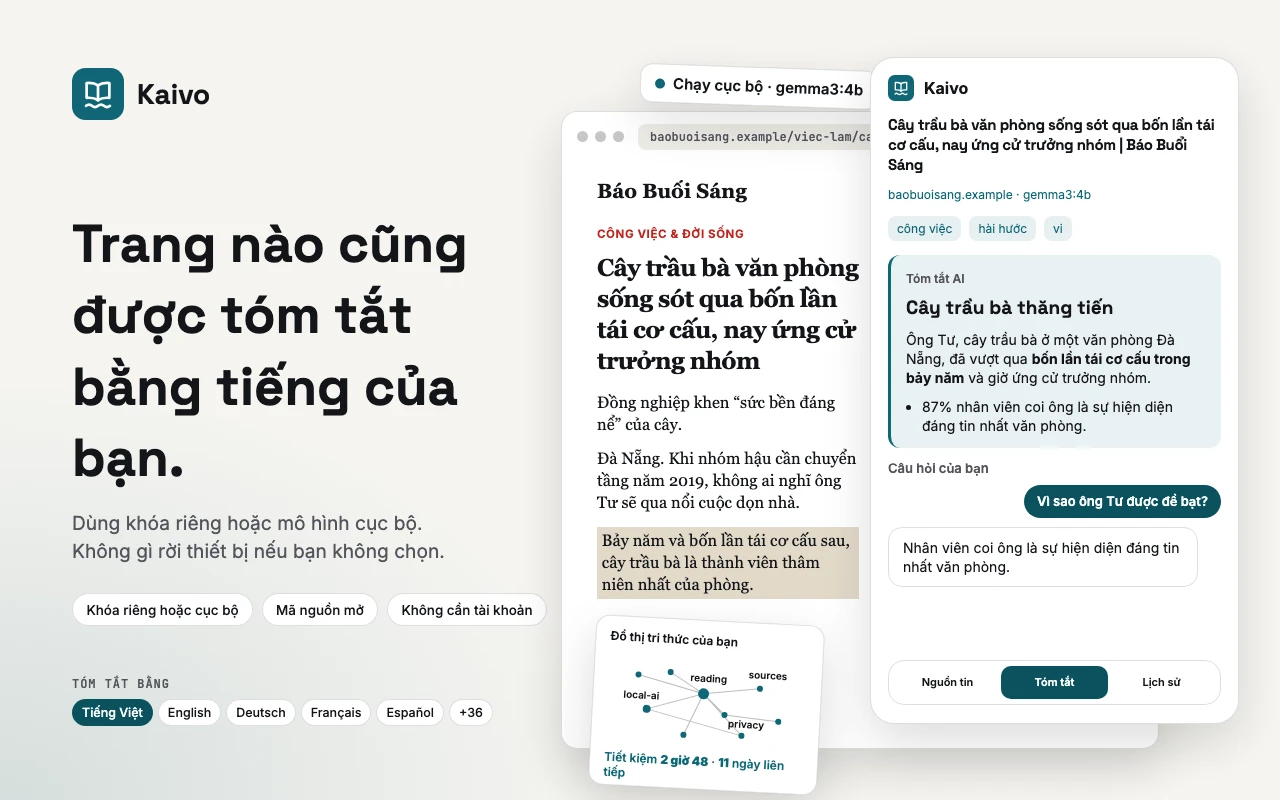 Kaivo
Trang nào cũng
được tóm tắt
bằng tiếng của
bạn.
Dùng khóa riêng hoặc mô hình cục bộ.
Không gì rời thiết bị nếu bạn không chọn.
Khóa riêng hoặc cục bộ
Mã nguồn mở
Không cần tài khoản
TÓM TẮT BẰNG
Tiếng Việt
English
Deutsch
Français
Español
+36
Chạy cục bộ · gemma3:4b
baobuoisang.example/viec-lam/ca
Báo Buổi Sáng
CÔNG VIỆC & ĐỜI SỐNG
Cây trầu bà văn phòng
sống sót qua bốn lần
tái cơ cấu, nay ứng cử
trưởng nhóm
Đồng nghiệp khen “sức bền đáng
nể” của cây.
Đà Nẵng. Khi nhóm hậu cần chuyển
tầng năm 2019, không ai nghĩ ông
Tư sẽ qua nổi cuộc dọn nhà.
Bảy năm và bốn lần tái cơ cấu sau,
cây trầu bà là thành viên thâm
niên nhất của phòng.
Đồ thị tri thức của bạn
reading
sources
local-ai
privacy
Tiết kiệm 2 giờ 48 · 11 ngày liên
tiếp
Kaivo
Cây trầu bà văn phòng sống sót qua bốn lần tái
cơ cấu, nay ứng cử trưởng nhóm | Báo Buổi
Sáng
baobuoisang.example · gemma3:4b
công việc
hài hước
vi
Tóm tắt AI
Cây trầu bà thăng tiến
Ông Tư, cây trầu bà ở một văn phòng Đà
Nẵng, đã vượt qua bốn lần tái cơ cấu trong
bảy năm và giờ ứng cử trưởng nhóm.
• 87% nhân viên coi ông là sự hiện diện
đáng tin nhất văn phòng.
Câu hỏi của bạn
Vì sao ông Tư được đề bạt?
Nhân viên coi ông là sự hiện diện đáng tin
nhất văn phòng.
Nguồn tin
Tóm tắt
Lịch sử